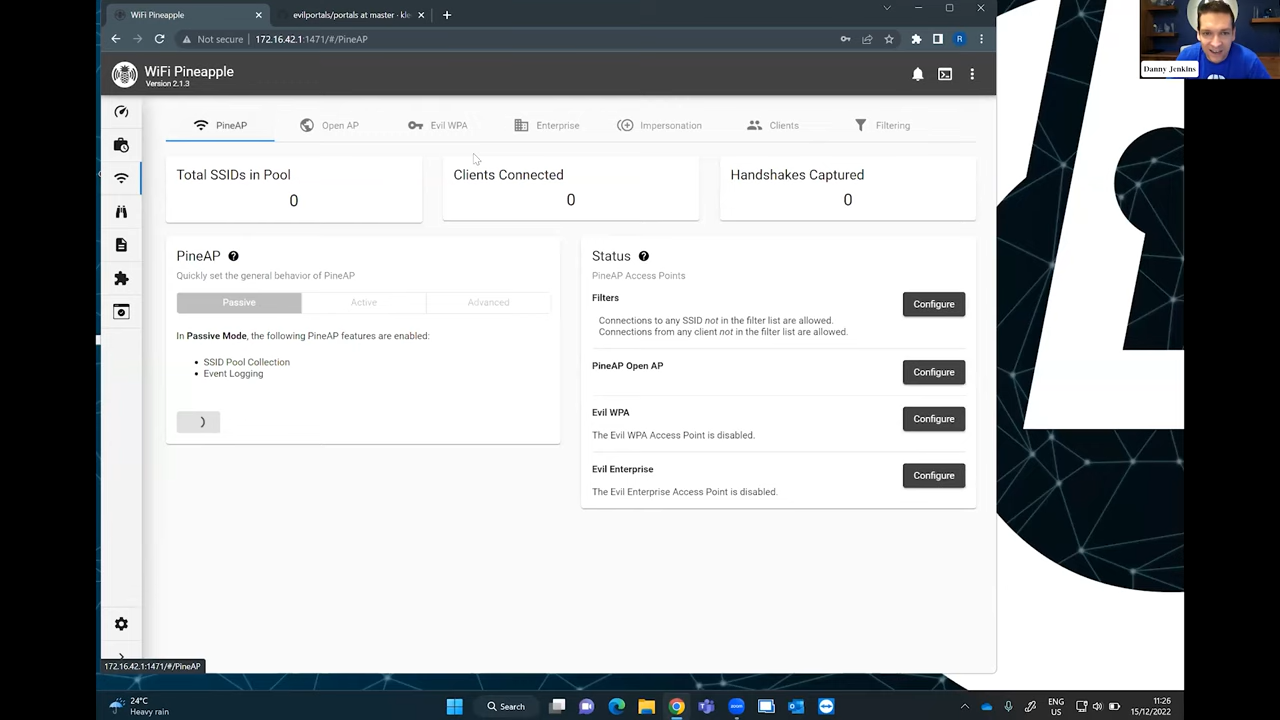 WiFi Pineapple
evilportals/portals at master · kle
Not secure
172.16.42.1:1471/#/PineAP
R
Danny Jenkins
WiFi Pineapple
Version 2.1.3
PineAP
Open AP
Evil WPA
Enterprise
Impersonation
Clients
Filtering
Total SSIDs in Pool
0
Clients Connected
0
Handshakes Captured
0
PineAP
Quickly set the general behavior of PineAP
Passive
Active
Advanced
In Passive Mode, the following PineAP features are enabled:
SSID Pool Collection
Event Logging
Status
PineAP Access Points
Filters
Configure
Connections to any SSID not in the filter list are allowed.
Connections from any client not in the filter list are allowed.
PineAP Open AP
Configure
Evil WPA
Configure
The Evil WPA Access Point is disabled.
Evil Enterprise
Configure
The Evil Enterprise Access Point is disabled.
172.16.42.1:1471/#/PineAP
24°C
Heavy rain
Search
ENG
US
11:26
15/12/2022